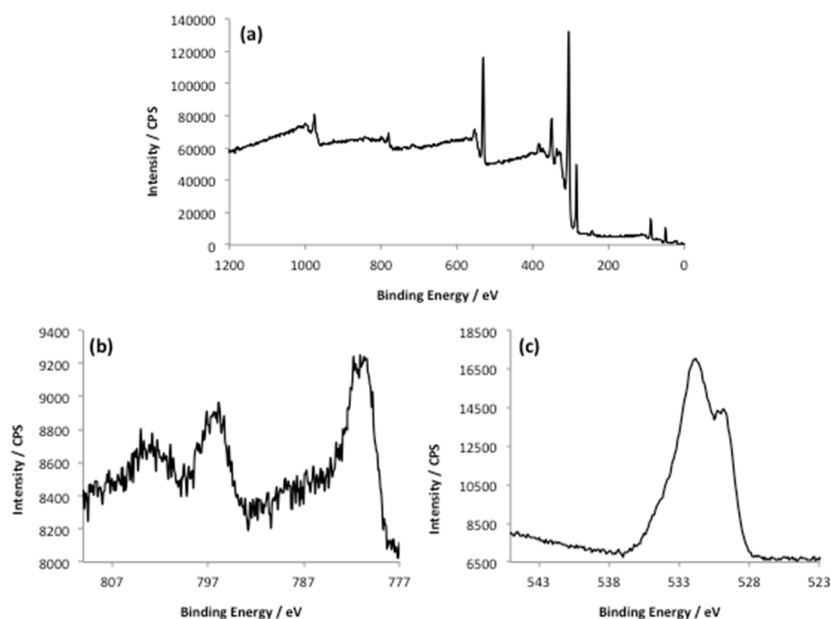 (a)
Intensity / CPS
140000
120000
100000
80000
60000
40000
20000
0
1200 1000 800 600 400 200 0
Binding Energy / eV
(b)
Intensity / CPS
9400
9200
9000
8800
8600
8400
8200
8000
807 797 787 777
Binding Energy / eV
(c)
Intensity / CPS
18500
16500
14500
12500
10500
8500
6500
543 538 533 528 523
Binding Energy / eV